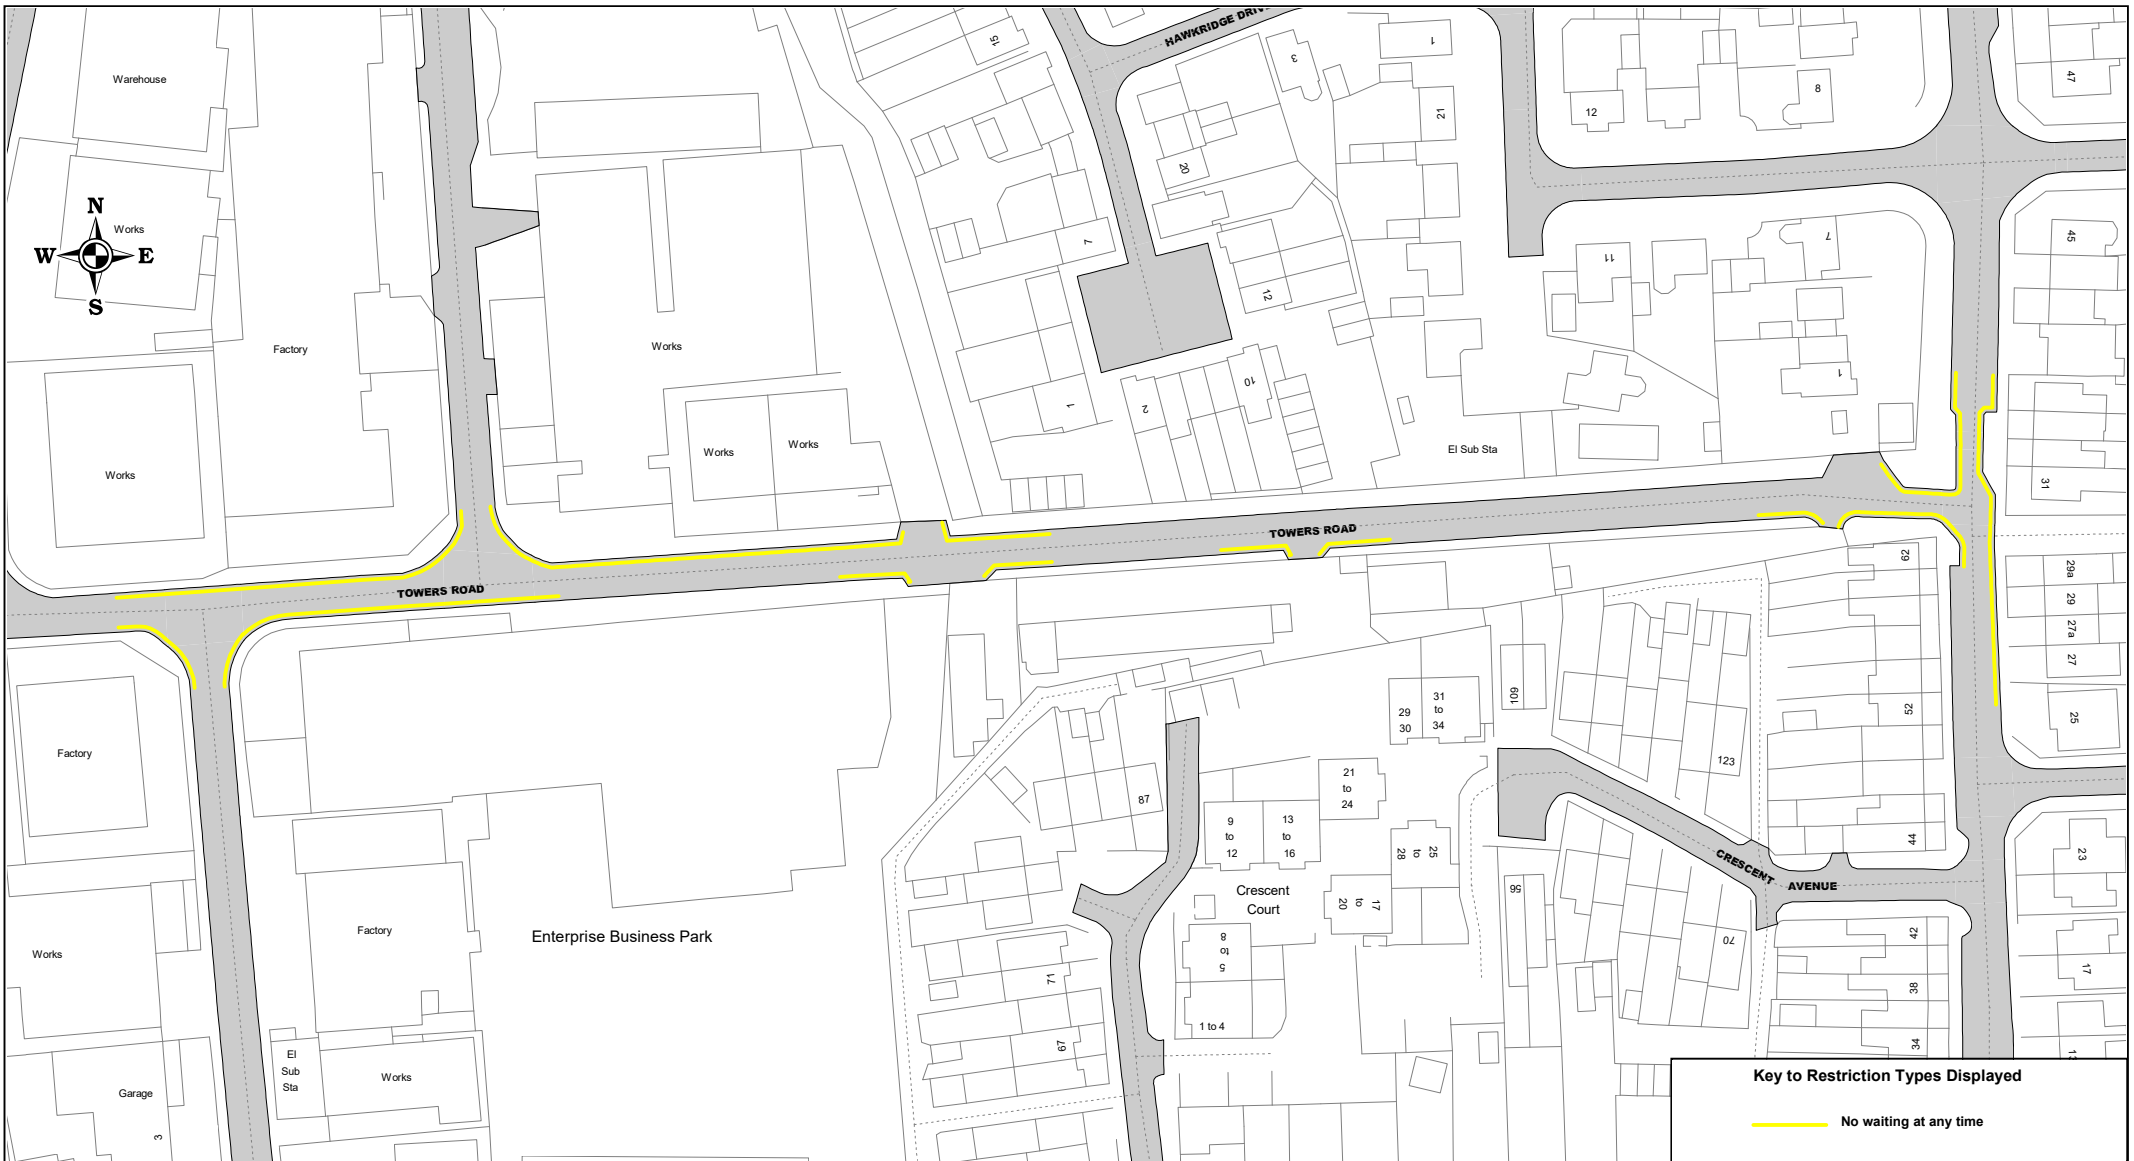 HAWKRIDGE DRIV
15
3
1
47
Warehouse
12
8
21
20
N
Works
W
E
S
7
45
7
11
12
Factory
Works
1
10
2
1
Works
Works
El Sub Sta
Works
31
TOWERS ROAD
TOWERS ROAD
62
29a
29
27a
27
109
31
to
34
29
30
52
25
Factory
123
21
to
24
87
9
to
12
13
to
16
44
25
to
28
23
CRESCENT
AVENUE
Crescent
Court
56
17
to
20
Factory
Enterprise Business Park
42
70
8
to
5
Works
17
71
38
1 to 4
67
34
El
Sub
Sta
Works
Garage
3
Key to Restriction Types Displayed
No waiting at any time